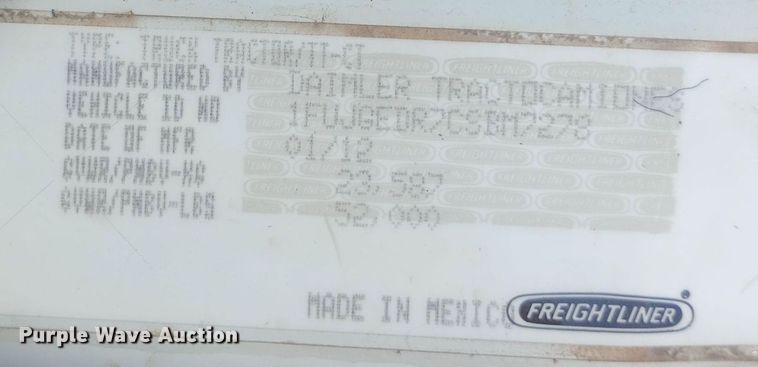 TYPE: TRUCK TRACTOR/TT-CT
MANUFACTURED BY DAIMLER TRACTOCAMIONES
VEHICLE ID NO 1FUJGEDR7CSBM7278
DATE OF MFR 01/12
GVWR/PNBV-KG 23,587
GVWR/PNBV-LBS 52,000
MADE IN MEXICO FREIGHTLINER
Purple Wave Auction